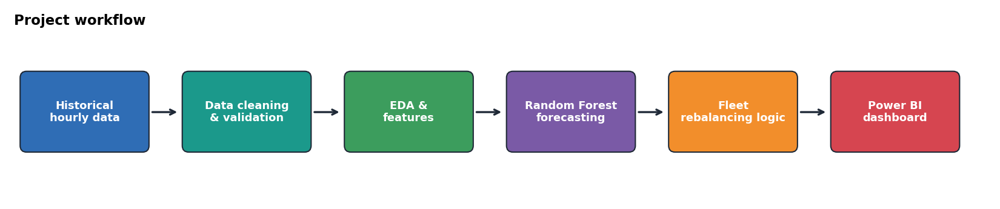 Project workflow
Historical
hourly data
Data cleaning
& validation
EDA &
features
Random Forest
forecasting
Fleet
rebalancing logic
Power BI
dashboard